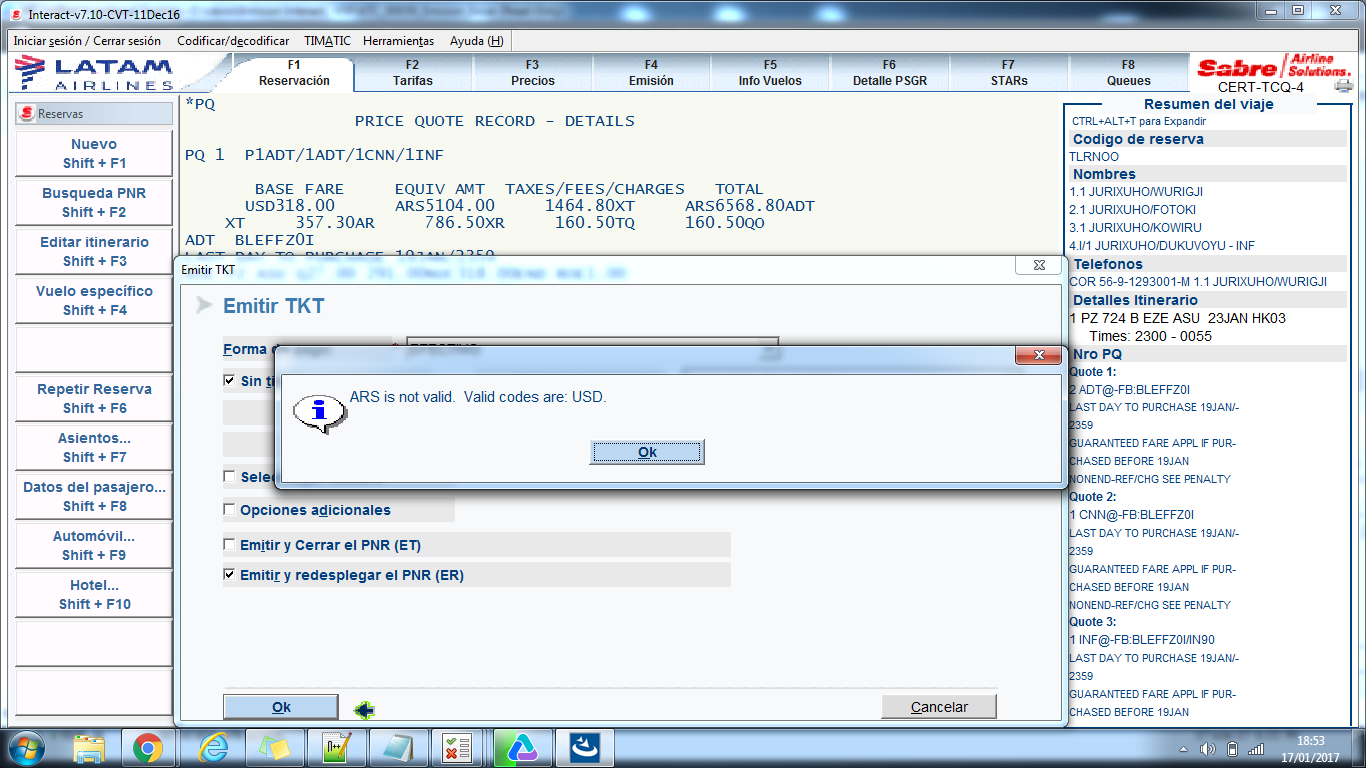 Interact-v7.10-CVT-11Dec16
Iniciar sesión / Cerrar sesión Codificar/decodificar TIMATIC Herramientas Ayuda (H)
LATAM
AIRLINES
F1
Reservación
F2
Tarifas
F3
Precios
F4
Emisión
F5
Info Vuelos
F6
Detalle PSGR
F7
STARs
F8
Queues
Sabre Airline Solutions.
CERT-TCQ-4
Reservas
Nuevo
Shift + F1
Busqueda PNR
Shift + F2
Editar itinerario
Shift + F3
Vuelo específico
Shift + F4
Repetir Reserva
Shift + F6
Asientos...
Shift + F7
Datos del pasajero...
Shift + F8
Automóvil...
Shift + F9
Hotel...
Shift + F10
*PQ
PRICE QUOTE RECORD - DETAILS
PQ 1 P1ADT/1ADT/1CNN/1INF
BASE FARE EQUIV AMT TAXES/FEES/CHARGES TOTAL
USD318.00 ARS5104.00 1464.80XT ARS6568.80ADT
XT 357.30AR 786.50XR 160.50TQ 160.50QO
ADT BLEFFZ0I
LAST DAY TO PURCHASE 19JAN/2359
Emitir TKT
Emitir TKT
Forma
Sin
ARS is not valid. Valid codes are: USD.
Ok
Opciones adicionales
Emitir y Cerrar el PNR (ET)
Emitir y redesplegar el PNR (ER)
Ok
Cancelar
Resumen del viaje
CTRL+ALT+T para Expandir
Codigo de reserva
TLRNOO
Nombres
1.1 JURIXUHO/WURIGJI
2.1 JURIXUHO/FOTOKI
3.1 JURIXUHO/KOWIRU
4.I/1 JURIXUHO/DUKUVOYU - INF
Telefonos
COR 56-9-1293001-M 1.1 JURIXUHO/WURIGJI
Detalles Itinerario
1 PZ 724 B EZE ASU 23JAN HK03
Times: 2300 - 0055
Nro PQ
Quote 1:
2 ADT@-FB:BLEFFZ0I
LAST DAY TO PURCHASE 19JAN/-
2359
GUARANTEED FARE APPL IF PUR-
CHASED BEFORE 19JAN
NONEND-REF/CHG SEE PENALTY
Quote 2:
1 CNN@-FB:BLEFFZ0I
LAST DAY TO PURCHASE 19JAN/-
2359
GUARANTEED FARE APPL IF PUR-
CHASED BEFORE 19JAN
NONEND-REF/CHG SEE PENALTY
Quote 3:
1 INF@-FB:BLEFFZ0I/IN90
LAST DAY TO PURCHASE 19JAN/-
2359
GUARANTEED FARE APPL IF PUR-
CHASED BEFORE 19JAN
18:53
17/01/2017